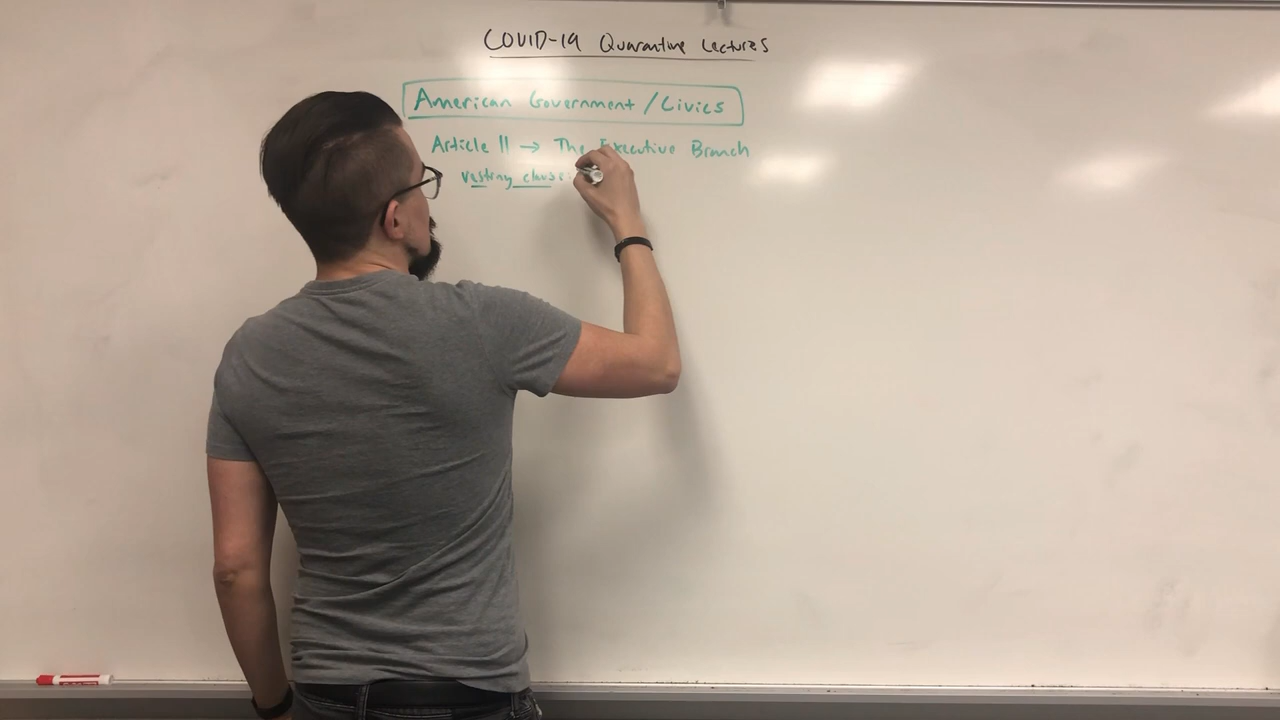 COVID-19 Quarantine Lectures
American Government/Civics
Article II → The Executive Branch
vesting clause: